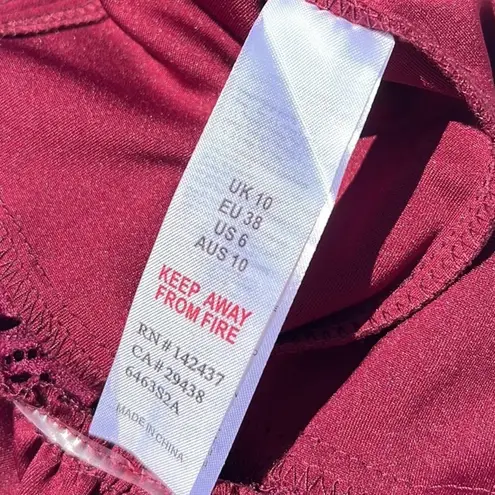 UK 10
EU 38
US 6
AUS 10
KEEP AWAY
FROM FIRE
RN # 142437
CA # 29438
6463S2A
MADE IN CHINA